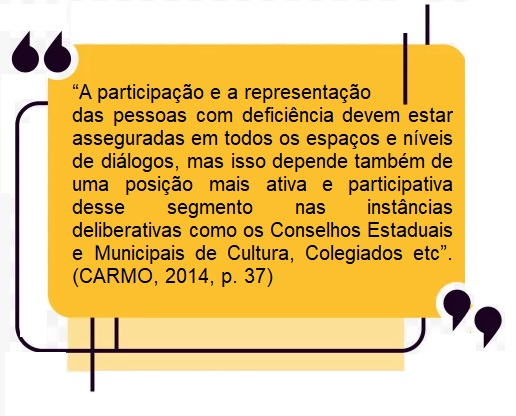 “A participação e a representação
das pessoas com deficiência devem estar
asseguradas em todos os espaços e níveis
de diálogos, mas isso depende também de
uma posição mais ativa e participativa
desse segmento nas instâncias
deliberativas como os Conselhos Estaduais
e Municipais de Cultura, Colegiados etc”.
(CARMO, 2014, p. 37)